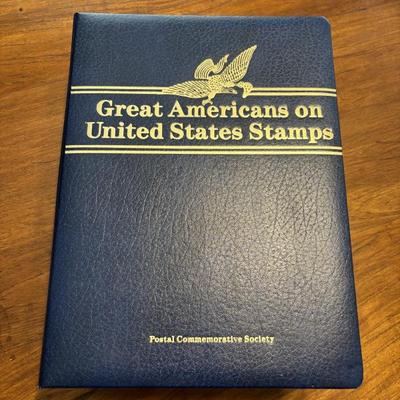 Great Americans on
United States Stamps
Postal Commemorative Society